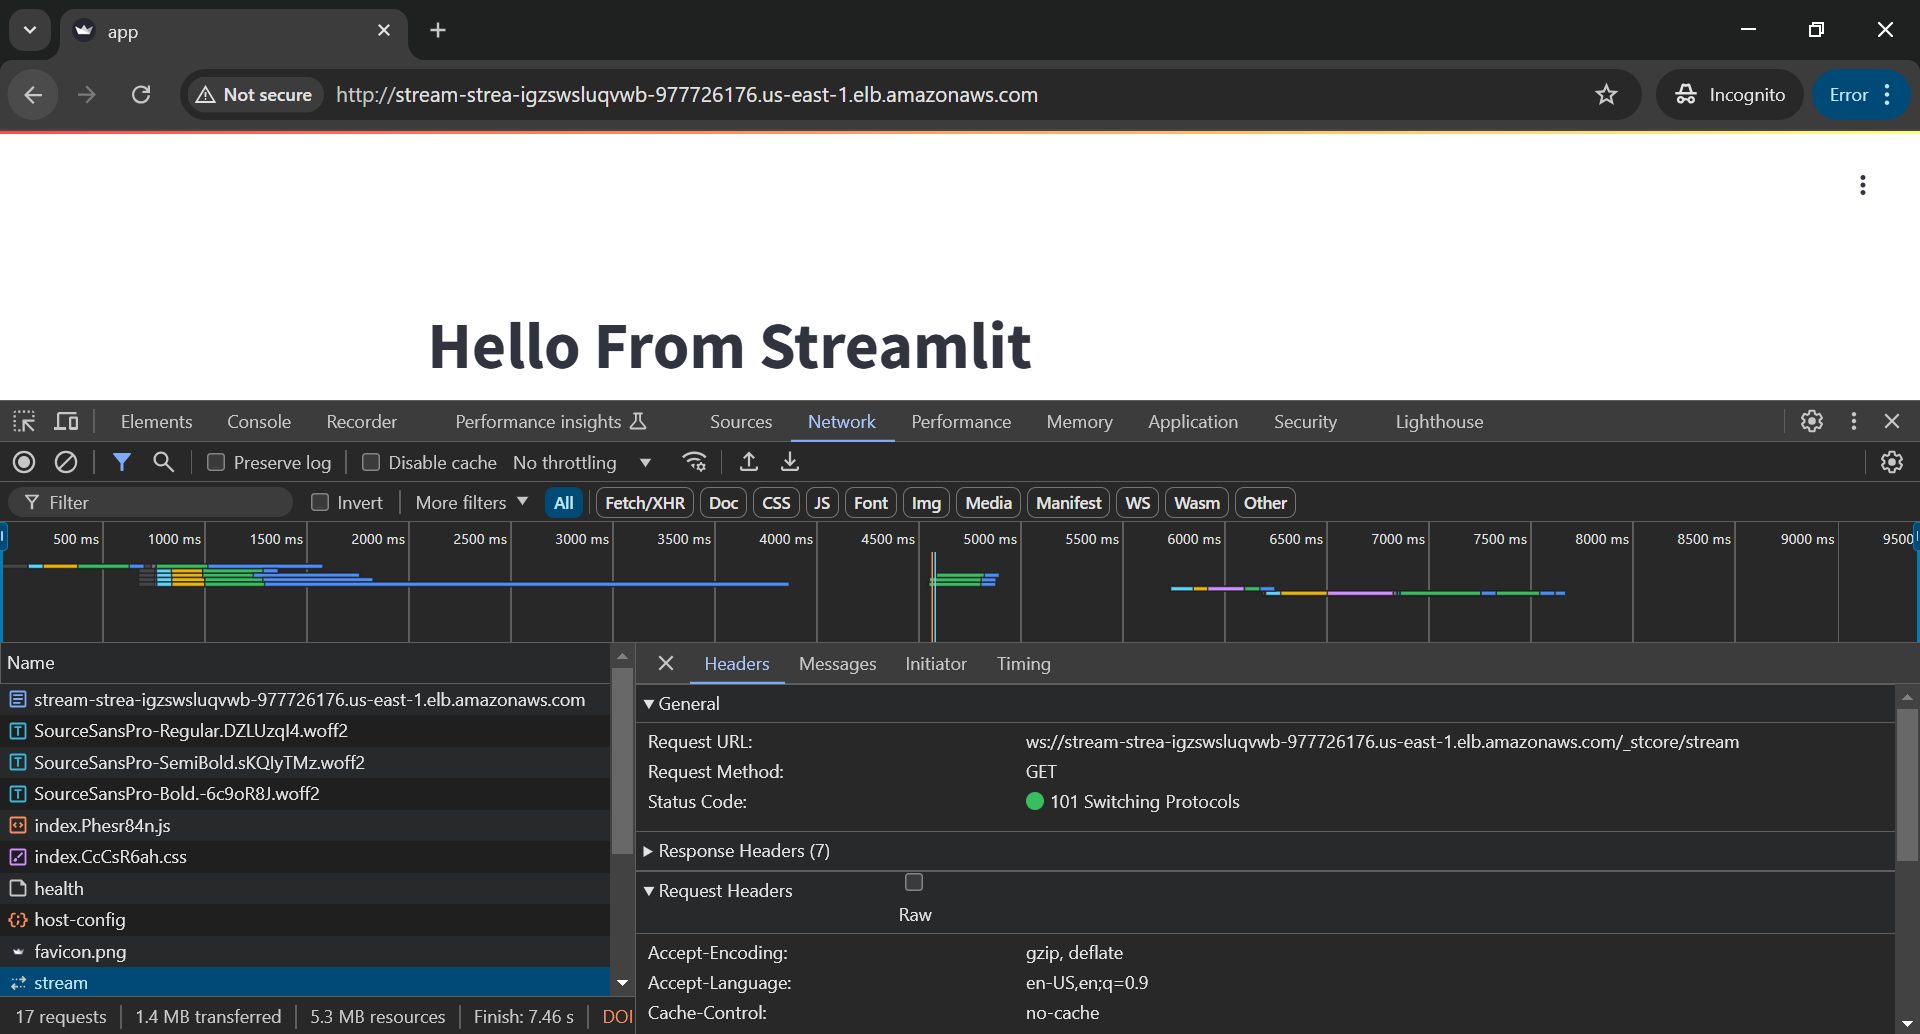 app
Not secure
http://stream-strea-igzswsluqvwb-977726176.us-east-1.elb.amazonaws.com
Incognito
Error
Hello From Streamlit
Elements Console Recorder Performance insights Sources Network Performance Memory Application Security Lighthouse
Preserve log Disable cache No throttling
Filter Invert More filters All Fetch/XHR Doc CSS JS Font Img Media Manifest WS Wasm Other
500 ms 1000 ms 1500 ms 2000 ms 2500 ms 3000 ms 3500 ms 4000 ms 4500 ms 5000 ms 5500 ms 6000 ms 6500 ms 7000 ms 7500 ms 8000 ms 8500 ms 9000 ms 9500
Name
stream-strea-igzswsluqvwb-977726176.us-east-1.elb.amazonaws.com
SourceSansPro-Regular.DZLUzqI4.woff2
SourceSansPro-SemiBold.sKQIyTMz.woff2
SourceSansPro-Bold.-6c9oR8J.woff2
index.Phesr84n.js
index.CcCsR6ah.css
health
host-config
favicon.png
stream
17 requests 1.4 MB transferred 5.3 MB resources Finish: 7.46 s DOI
Headers Messages Initiator Timing
General
Request URL: ws://stream-strea-igzswsluqvwb-977726176.us-east-1.elb.amazonaws.com/_stcore/stream
Request Method: GET
Status Code: 101 Switching Protocols
Response Headers (7)
Request Headers
Raw
Accept-Encoding: gzip, deflate
Accept-Language: en-US,en;q=0.9
Cache-Control: no-cache